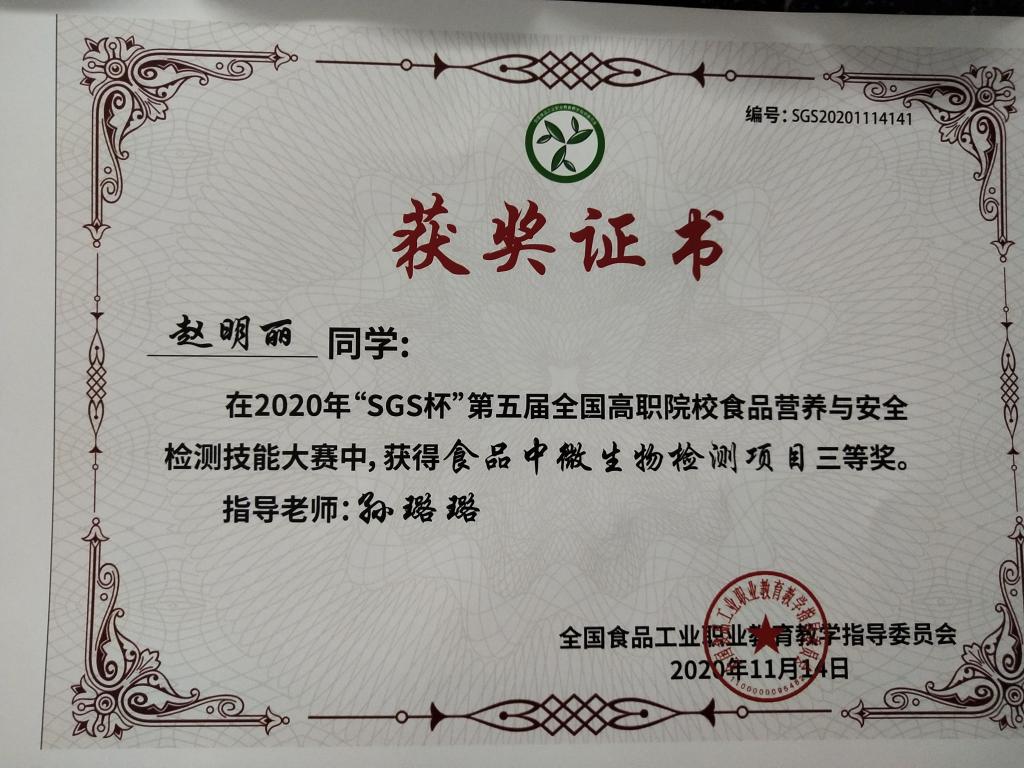 编号：SGS20201114141
获奖证书
赵明丽 同学：
在2020年“SGS杯”第五届全国高职院校食品营养与安全
检测技能大赛中，获得食品中微生物检测项目三等奖。
指导老师：孙璐璐
全国食品工业职业教育教学指导委员会
2020年11月14日